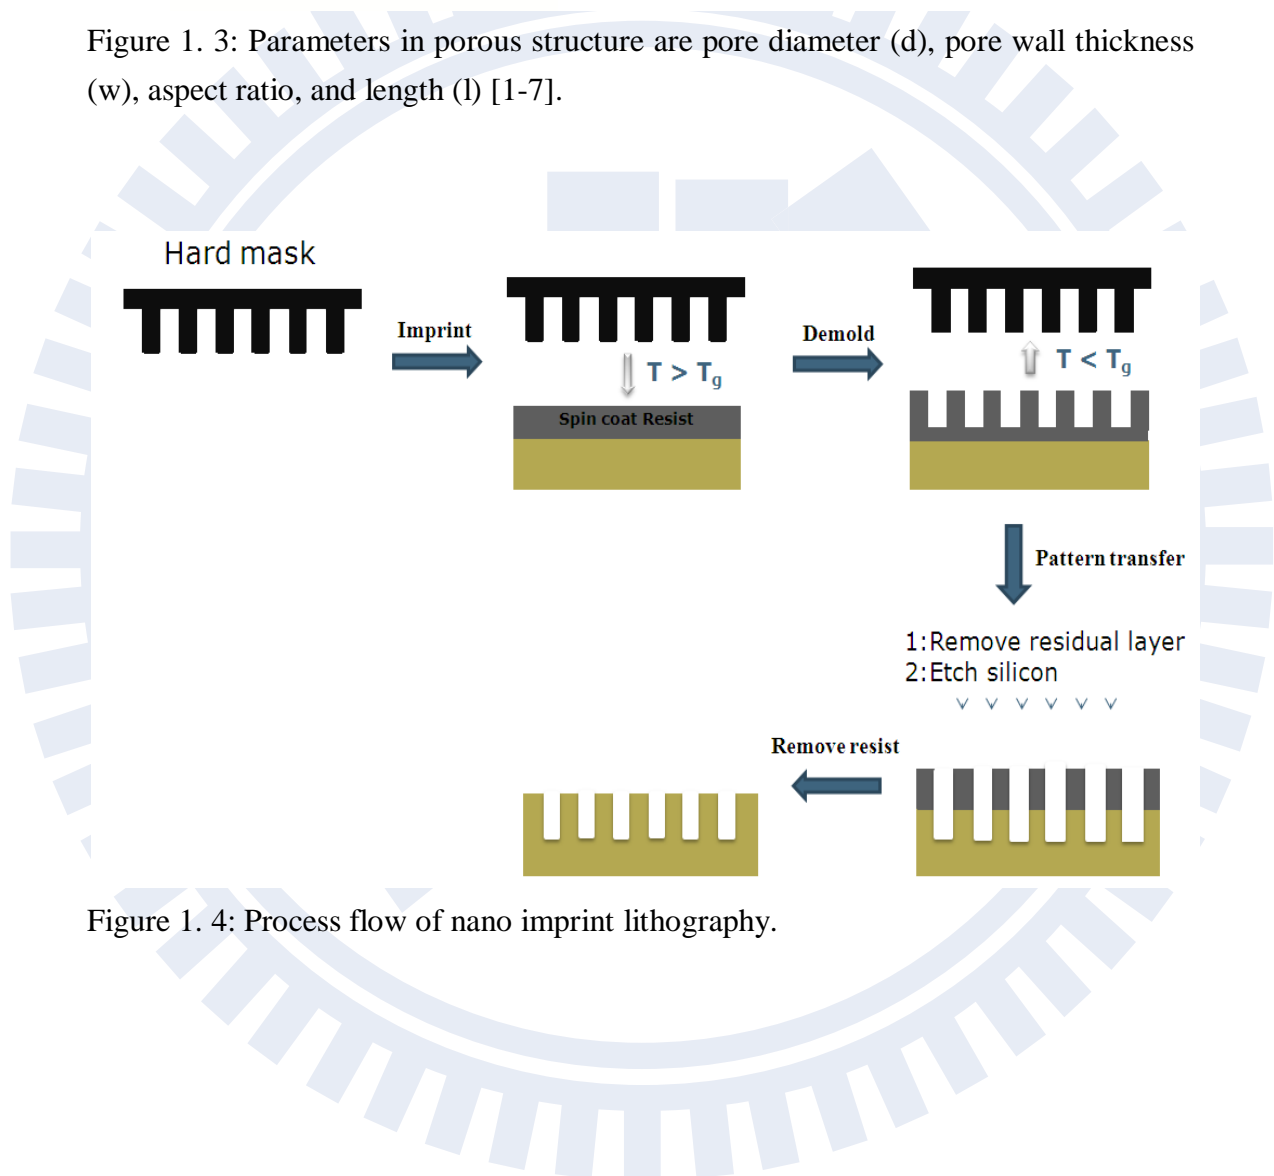 Figure 1. 3: Parameters in porous structure are pore diameter (d), pore wall thickness
(w), aspect ratio, and length (l) [1-7].
Hard mask
Imprint
T > Tg
Spin coat Resist
Demold
T < Tg
Pattern transfer
1:Remove residual layer
2:Etch silicon
Remove resist
Figure 1. 4: Process flow of nano imprint lithography.